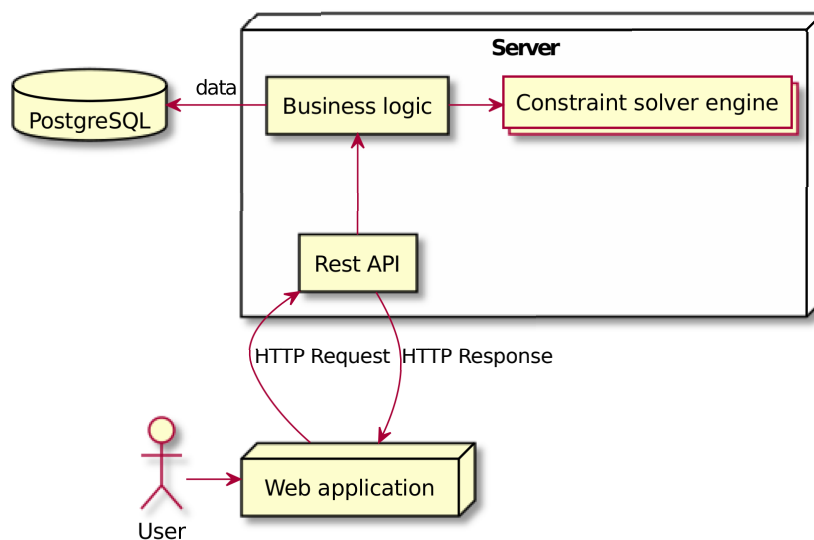 Server
data
PostgreSQL
Business logic
Constraint solver engine
Rest API
HTTP Request
HTTP Response
Web application
User